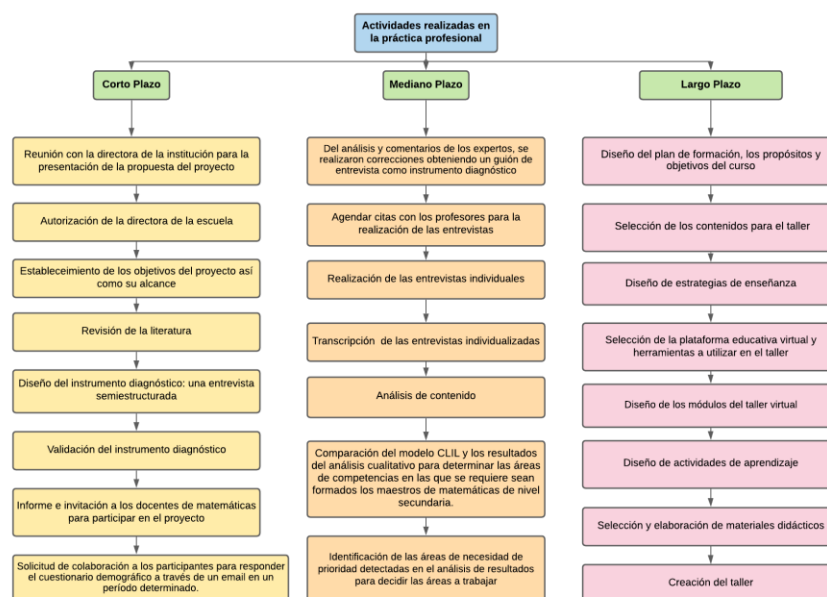 Actividades realizadas en
la práctica profesional
Corto Plazo
Reunión con la directora de la institución para la
presentación de la propuesta del proyecto
Autorización de la directora de la escuela
Estableceimiento de los objetivos del proyecto así
como su alcance
Revisión de la literatura
Diseño del instrumento diagnóstico: una entrevista
semiestructurada
Validación del instrumento diagnóstico
Informe e invitación a los docentes de matemáticas
para participar en el proyecto
Solicitud de colaboración a los participantes para responder
el cuestionario demográfico a través de un email en un
período determinado.
Mediano Plazo
Del análisis y comentarios de los expertos, se
realizaron correcciones obteniendo un guión de
entrevista como instrumento diagnóstico
Agendar citas con los profesores para la
realización de las entrevistas
Realización de las entrevistas individuales
Transcripción de las entrevistas individualizadas
Análisis de contenido
Comparación del modelo CLIL y los resultados
del análisis cualitativo para determinar las áreas
de competencias en las que se requiere sean
formados los maestros de matemáticas de nivel
secundaria.
Identificación de las áreas de necesidad de
prioridad detectadas en el análisis de resultados
para decidir las áreas a trabajar
Largo Plazo
Diseño del plan de formación, los propósitos y
objetivos del curso
Selección de los contenidos para el taller
Diseño de estrategias de enseñanza
Selección de la plataforma educativa virtual y
herramientas a utilizar en el taller
Diseño de los módulos del taller virtual
Diseño de actividades de aprendizaje
Selección y elaboración de materiales didácticos
Creación del taller